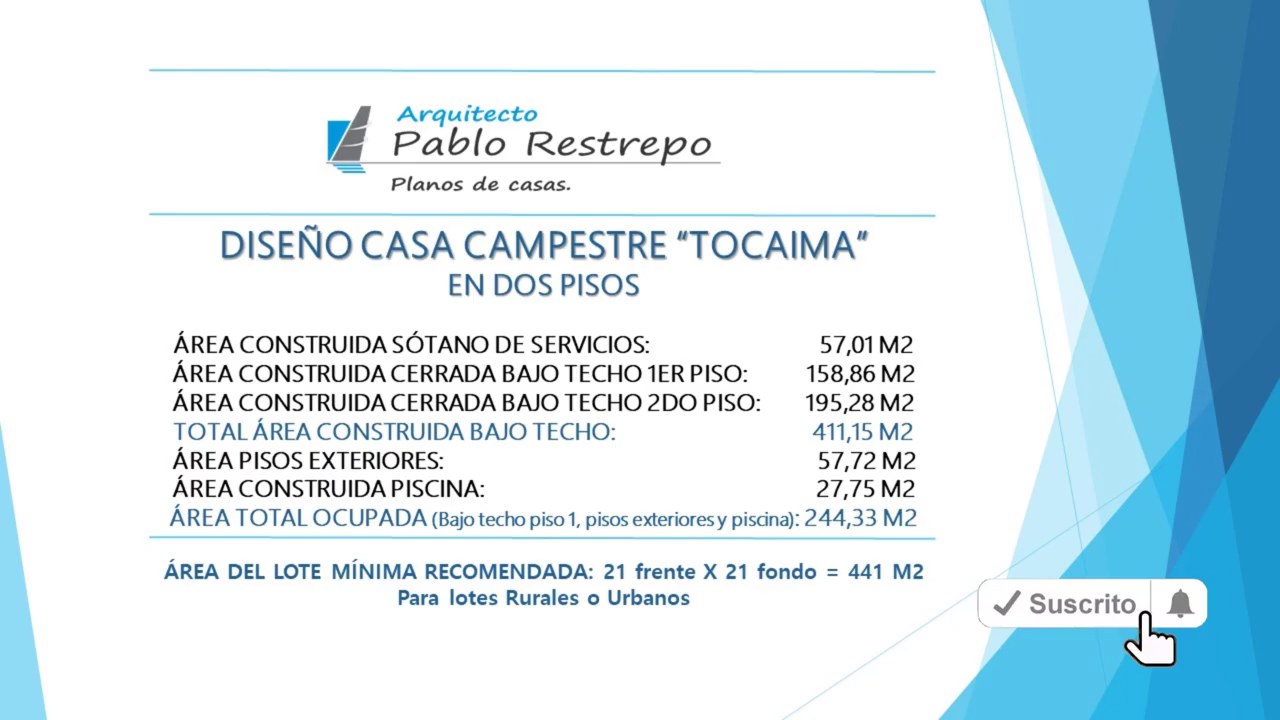 Arquitecto
Pablo Restrepo
Planos de casas.
DISEÑO CASA CAMPESTRE “TOCAIMA”
EN DOS PISOS
ÁREA CONSTRUIDA SÓTANO DE SERVICIOS: 57,01 M2
ÁREA CONSTRUIDA CERRADA BAJO TECHO 1ER PISO: 158,86 M2
ÁREA CONSTRUIDA CERRADA BAJO TECHO 2DO PISO: 195,28 M2
TOTAL ÁREA CONSTRUIDA BAJO TECHO: 411,15 M2
ÁREA PISOS EXTERIORES: 57,72 M2
ÁREA CONSTRUIDA PISCINA: 27,75 M2
ÁREA TOTAL OCUPADA (Bajo techo piso 1, pisos exteriores y piscina): 244,33 M2
ÁREA DEL LOTE MÍNIMA RECOMENDADA: 21 frente X 21 fondo = 441 M2
Para lotes Rurales o Urbanos
Suscrito